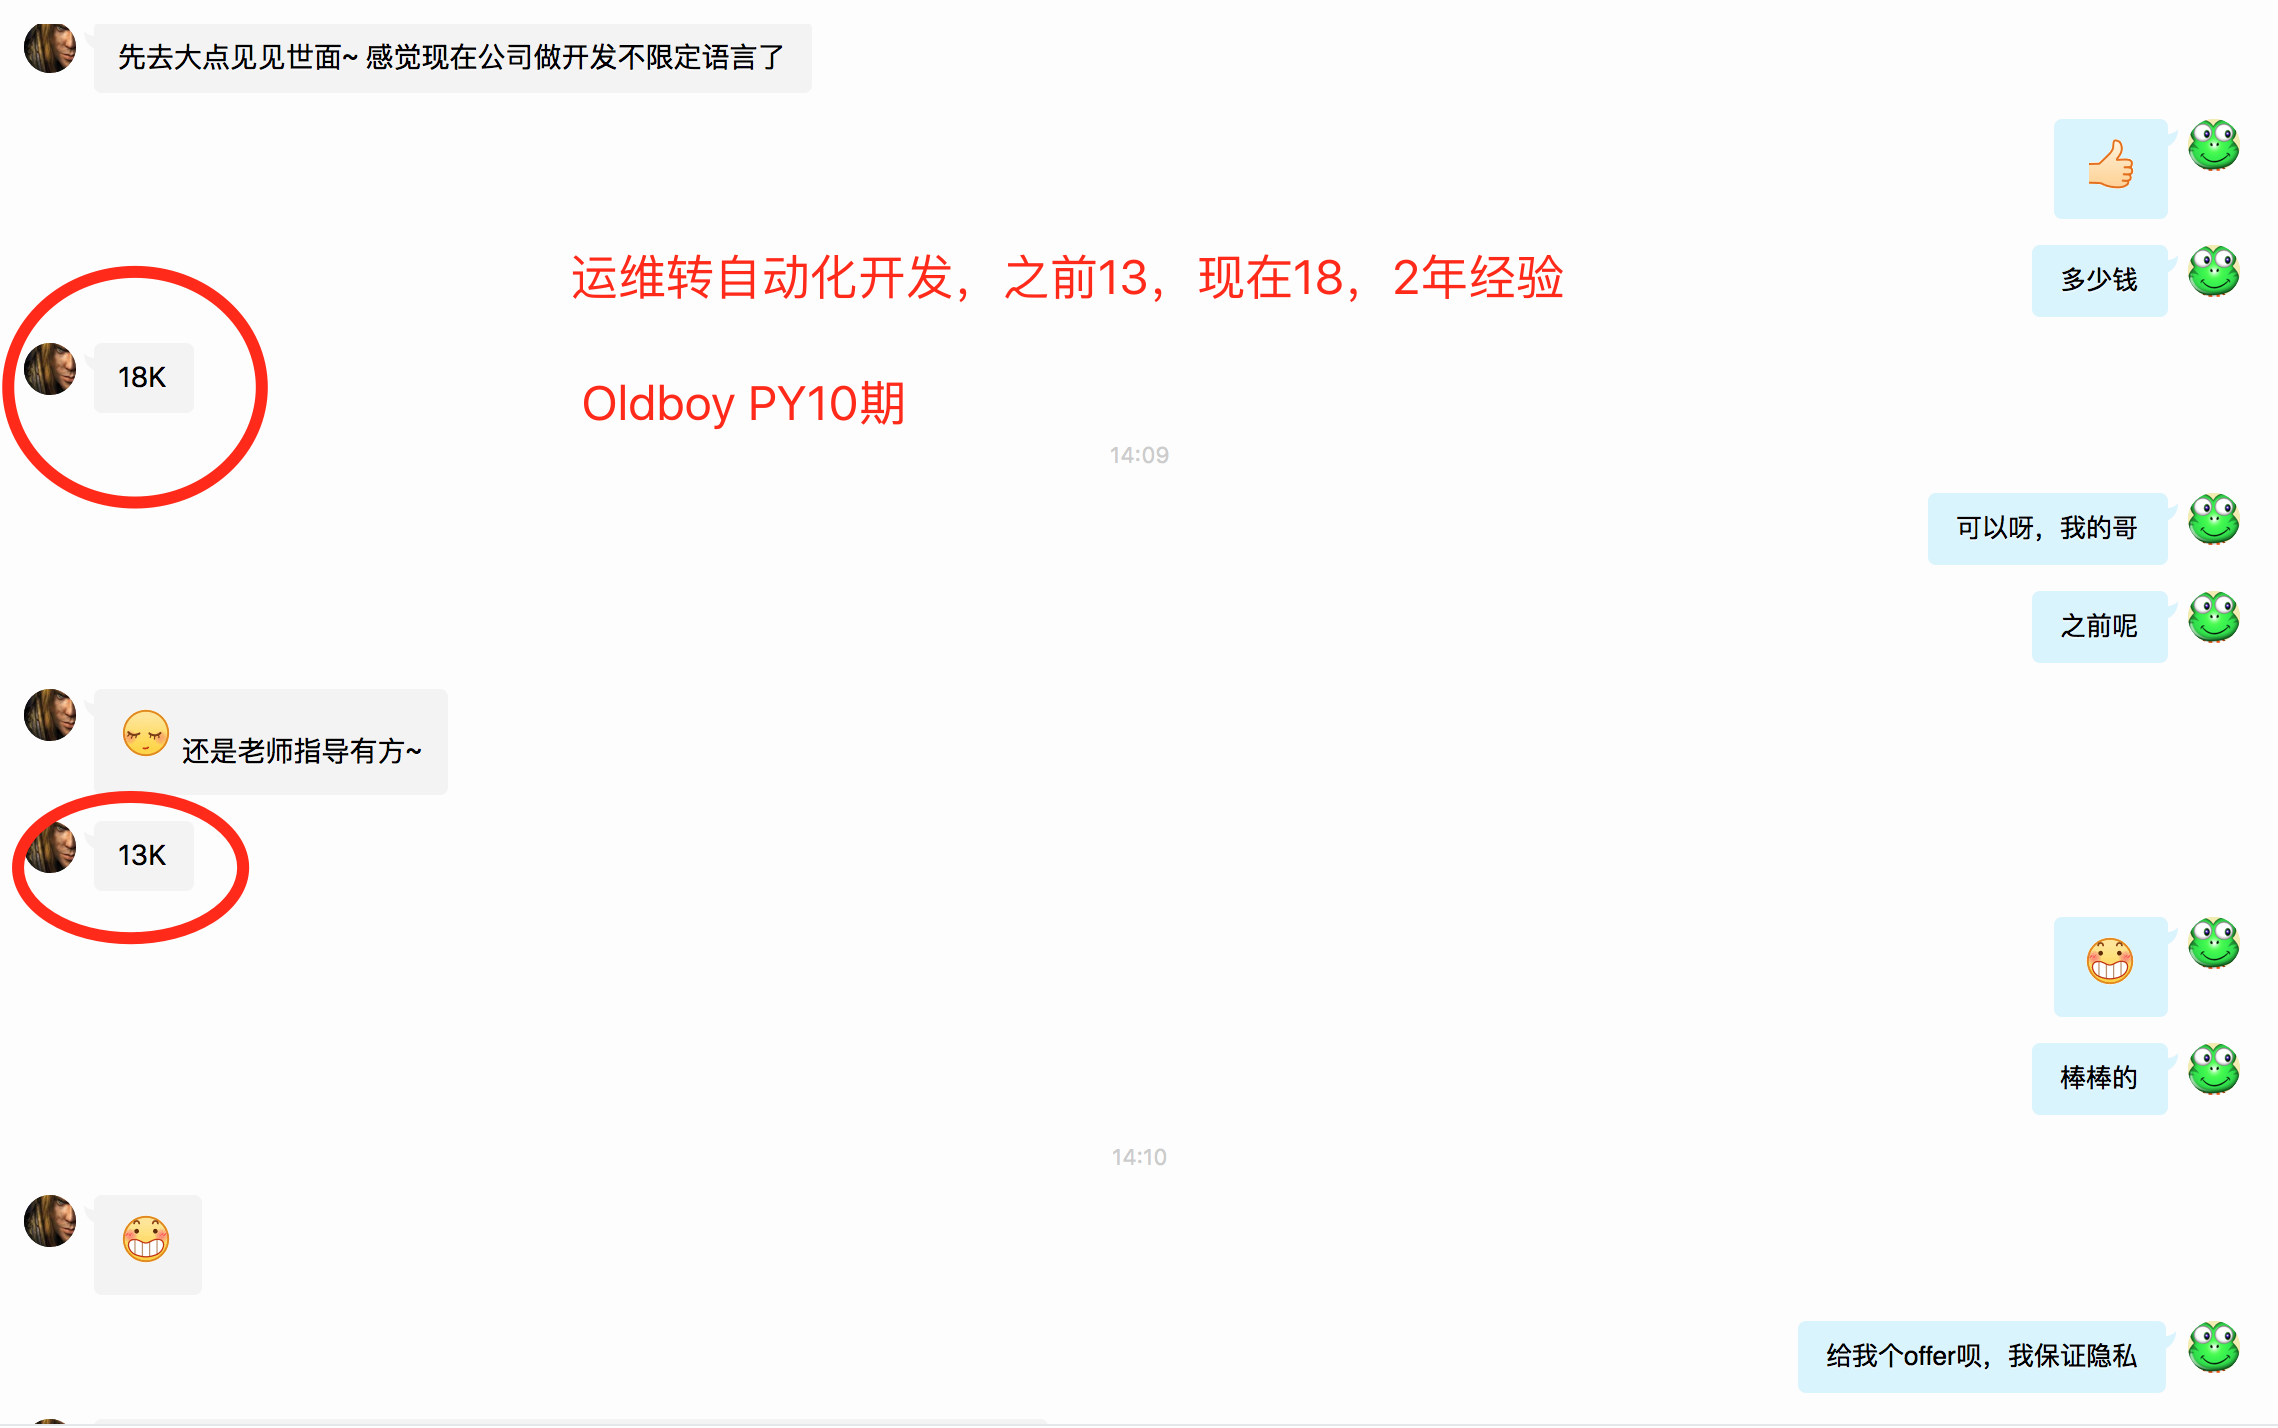 先去大点见见世面~ 感觉现在公司做开发不限定语言了
运维转自动化开发，之前13，现在18，2年经验
多少钱
18K
Oldboy PY10期
14:09
可以呀，我的哥
之前呢
还是老师指导有方~
13K
棒棒的
14:10
给我个offer呗，我保证隐私